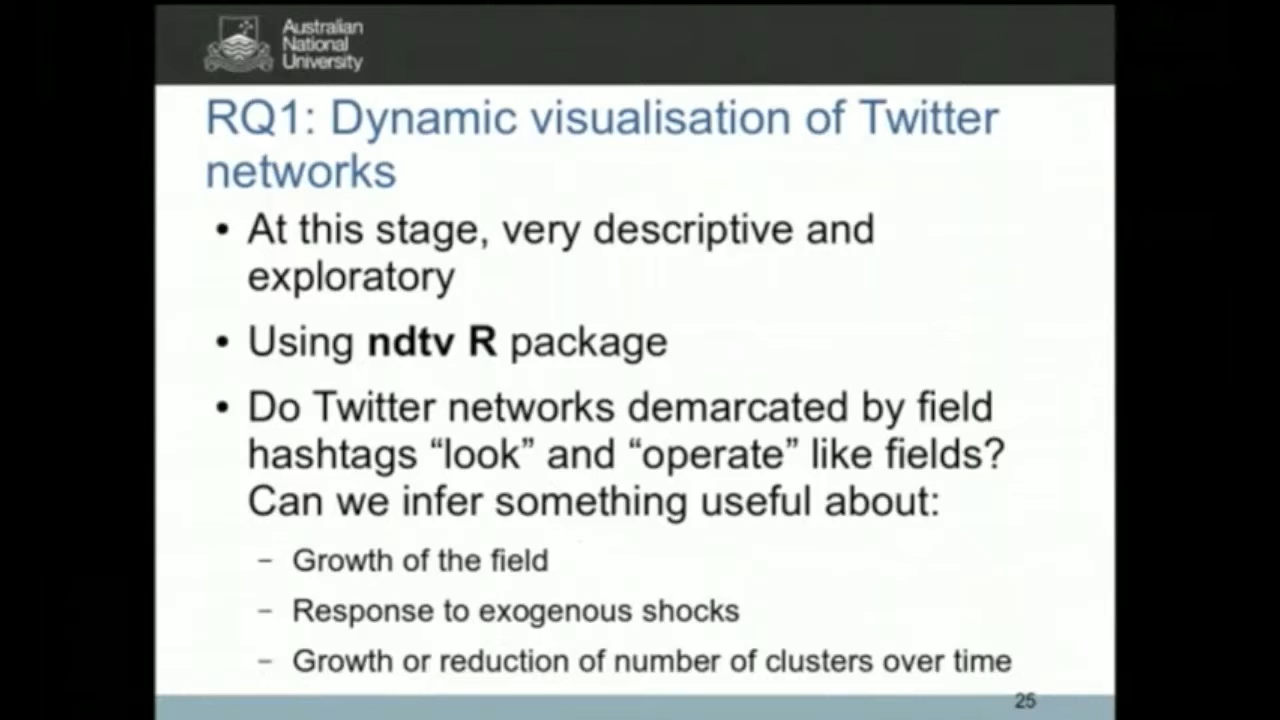 Australian
National
University
RQ1: Dynamic visualisation of Twitter
networks
• At this stage, very descriptive and
exploratory
• Using ndtv R package
• Do Twitter networks demarcated by field
hashtags “look” and “operate” like fields?
Can we infer something useful about:
– Growth of the field
– Response to exogenous shocks
– Growth or reduction of number of clusters over time
25